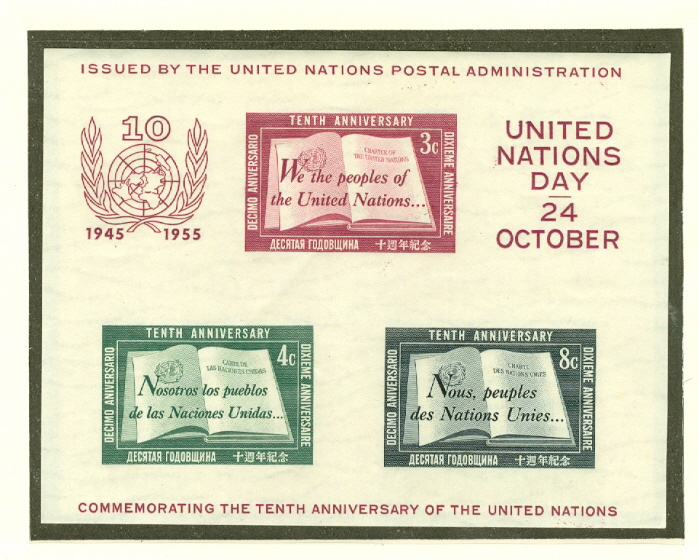 ISSUED BY THE UNITED NATIONS POSTAL ADMINISTRATION
10
1945 1955
TENTH ANNIVERSARY
3c
DECIMO ANIVERSARIO
DIXIEME ANNIVERSAIRE
CHARTER OF
THE UNITED NATIONS
We the peoples of
the United Nations...
ДЕСЯТАЯ ГОДОВЩИНА 十週年紀念
UNITED
NATIONS
DAY
24
OCTOBER
TENTH ANNIVERSARY
4c
DECIMO ANIVERSARIO
DIXIEME ANNIVERSAIRE
CARTA DE
LAS NACIONES UNIDAS
Nosotros los pueblos
de las Naciones Unidas...
ДЕСЯТАЯ ГОДОВЩИНА 十週年紀念
TENTH ANNIVERSARY
8c
DECIMO ANIVERSARIO
DIXIEME ANNIVERSAIRE
CHARTE
DES NATIONS UNIES
Nous, peuples
des Nations Unies...
ДЕСЯТАЯ ГОДОВЩИНА 十週年紀念
COMMEMORATING THE TENTH ANNIVERSARY OF THE UNITED NATIONS